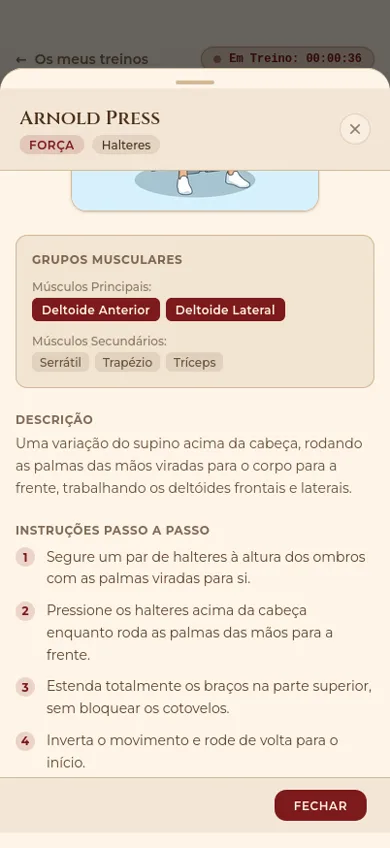 ← Os meus treinos
Em Treino: 00:00:36
Arnold Press
FORÇA Halteres
GRUPOS MUSCULARES
Músculos Principais:
Deltoide Anterior Deltoide Lateral
Músculos Secundários:
Serrátil Trapézio Tríceps
DESCRIÇÃO
Uma variação do supino acima da cabeça, rodando
as palmas das mãos viradas para o corpo para a
frente, trabalhando os deltóides frontais e laterais.
INSTRUÇÕES PASSO A PASSO
1 Segure um par de halteres à altura dos ombros
com as palmas viradas para si.
2 Pressione os halteres acima da cabeça
enquanto roda as palmas das mãos para a
frente.
3 Estenda totalmente os braços na parte superior,
sem bloquear os cotovelos.
4 Inverta o movimento e rode de volta para o
início.
FECHAR